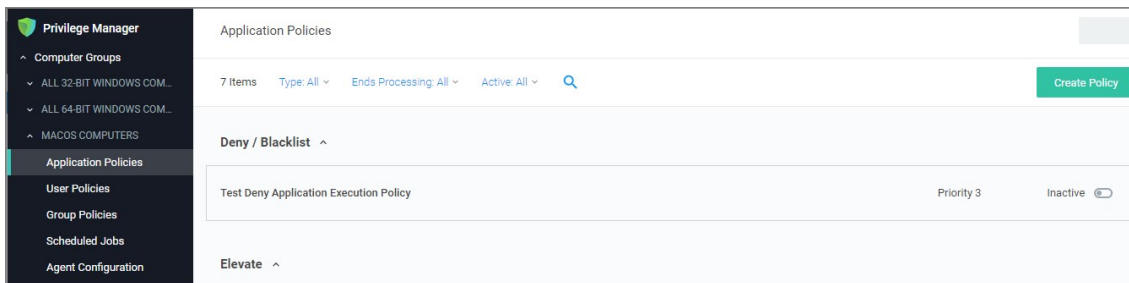 Privilege Manager
Application Policies
Computer Groups
ALL 32-BIT WINDOWS COM...
7 Items Type: All Ends Processing: All Active: All
Create Policy
ALL 64-BIT WINDOWS COM...
MACOS COMPUTERS
Deny / Blacklist
Application Policies
User Policies
Test Deny Application Execution Policy Priority 3 Inactive
Group Policies
Scheduled Jobs
Agent Configuration
Elevate